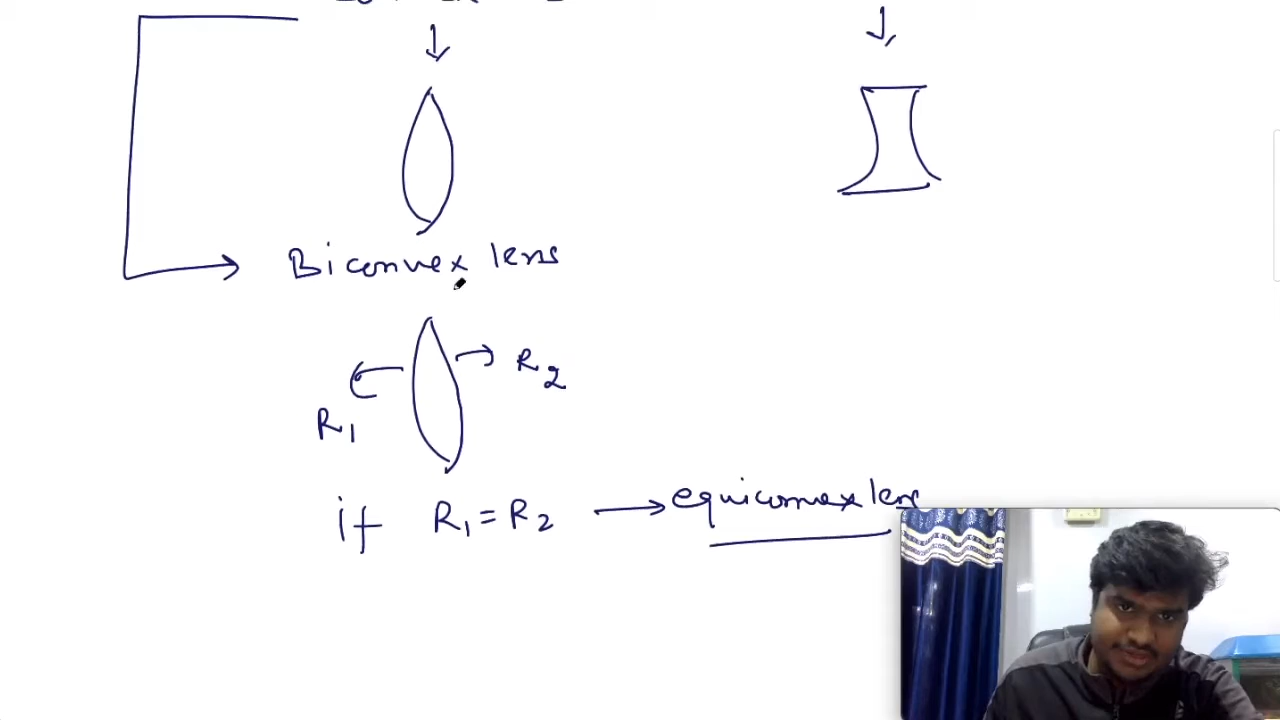 Biconvex lens
R2
R1
if R1 = R2 → equiconvex lens